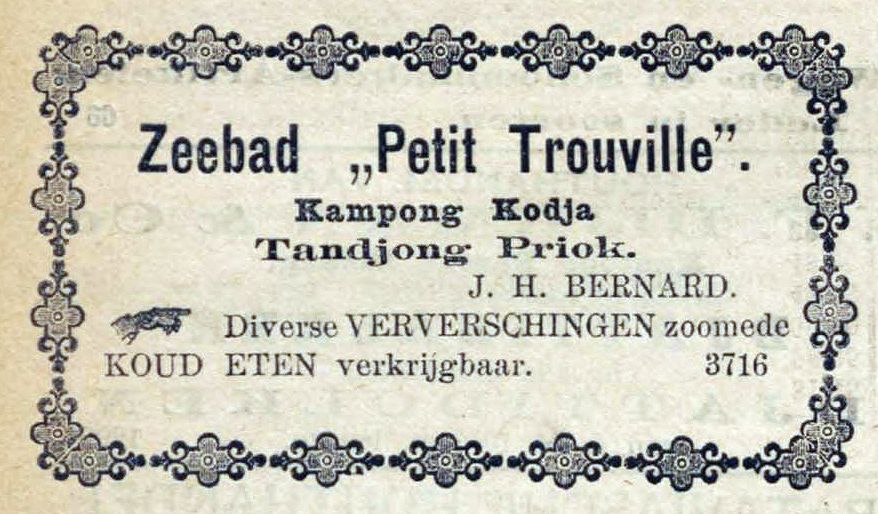 Zeebad „Petit Trouville”.
Kampong Kodja
Tandjong Priok.
J. H. BERNARD.
Diverse VERVERSCHINGEN zoomede
KOUD ETEN verkrijgbaar. 3716